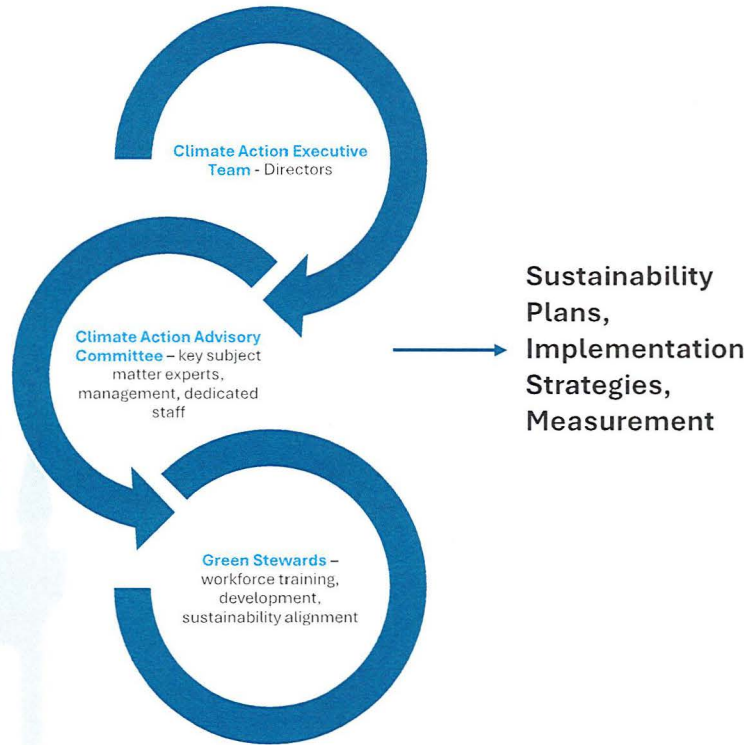 Climate Action Executive
Team - Directors
Climate Action Advisory
Committee – key subject
matter experts,
management, dedicated
staff
Sustainability
Plans,
Implementation
Strategies,
Measurement
Green Stewards –
workforce training,
development,
sustainability alignment